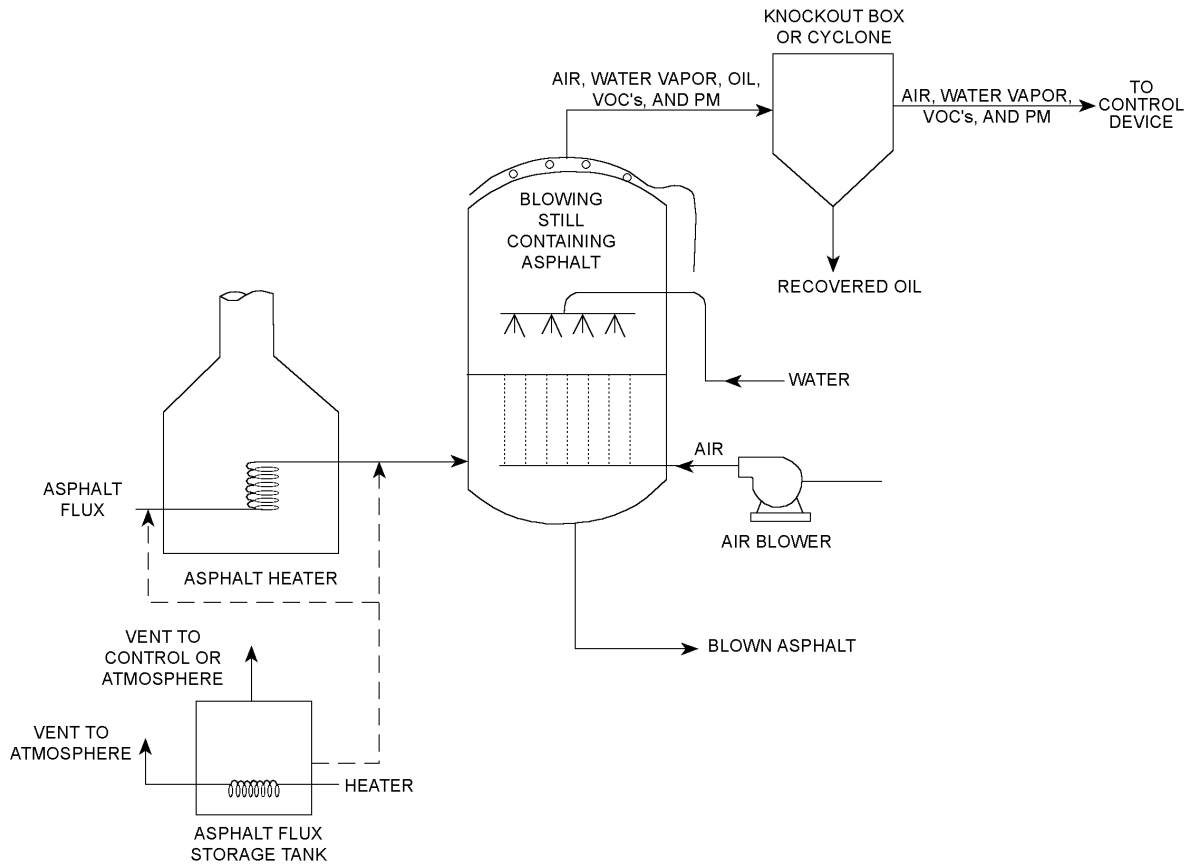 KNOCKOUT BOX
OR CYCLONE
AIR, WATER VAPOR, OIL,
VOC's, AND PM
AIR, WATER VAPOR,
VOC's, AND PM
TO
CONTROL
DEVICE
BLOWING
STILL
CONTAINING
ASPHALT
RECOVERED OIL
WATER
AIR
ASPHALT
FLUX
AIR BLOWER
ASPHALT HEATER
VENT TO
CONTROL OR
ATMOSPHERE
BLOWN ASPHALT
VENT TO
ATMOSPHERE
HEATER
ASPHALT FLUX
STORAGE TANK